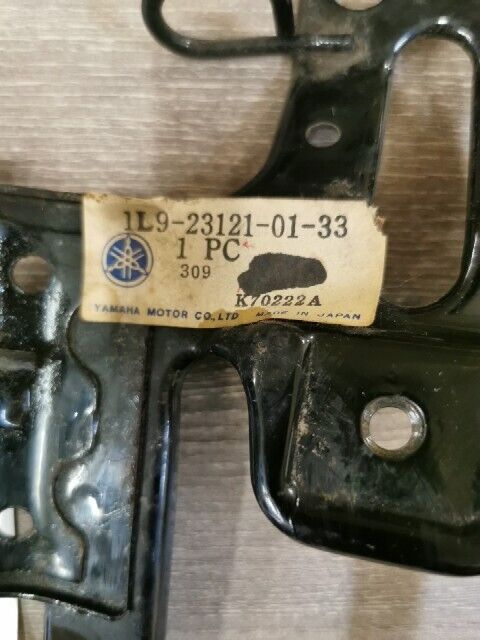 1L9-23121-01-33
1 PC
309
K70222A
YAMAHA MOTOR CO., LTD MADE IN JAPAN